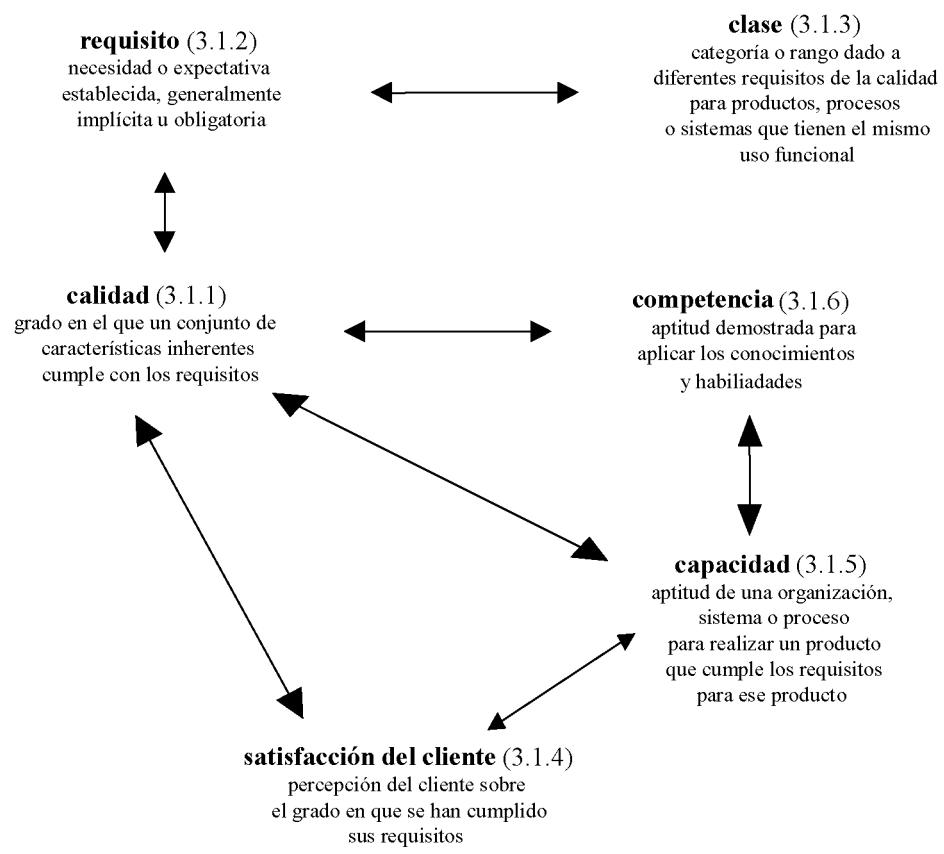 requisito (3.1.2)
necesidad o expectativa
establecida, generalmente
implícita u obligatoria
clase (3.1.3)
categoría o rango dado a
diferentes requisitos de la calidad
para productos, procesos
o sistemas que tienen el mismo
uso funcional
calidad (3.1.1)
grado en el que un conjunto de
características inherentes
cumple con los requisitos
competencia (3.1.6)
aptitud demostrada para
aplicar los conocimientos
y habiliadades
capacidad (3.1.5)
aptitud de una organización,
sistema o proceso
para realizar un producto
que cumple los requisitos
para ese producto
satisfacción del cliente (3.1.4)
percepción del cliente sobre
el grado en que se han cumplido
sus requisitos